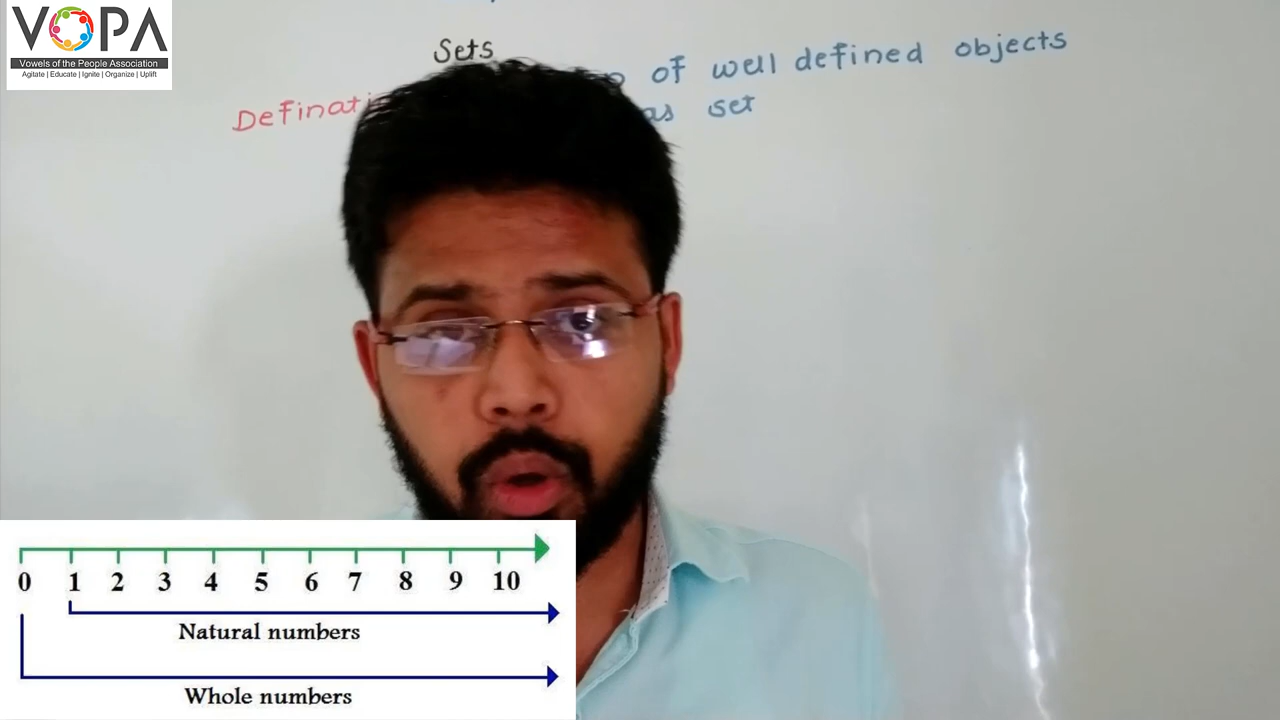 VOPA
Vowels of the People Association
Agitate | Educate | Ignite | Organize | Uplift
Sets
of well defined objects
as set
0 1 2 3 4 5 6 7 8 9 10
Natural numbers
Whole numbers